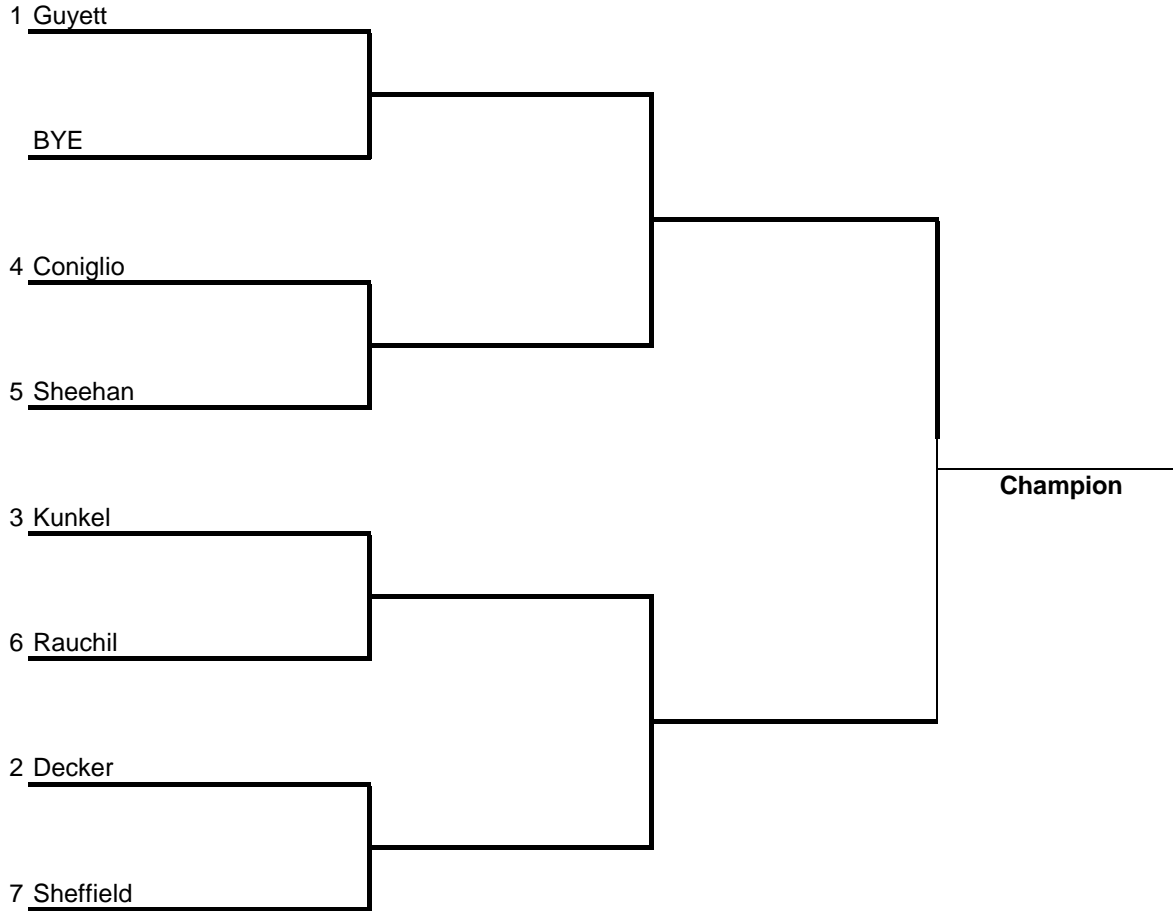 1 Guyett
BYE
4 Coniglio
5 Sheehan
Champion
3 Kunkel
6 Rauchil
2 Decker
7 Sheffield